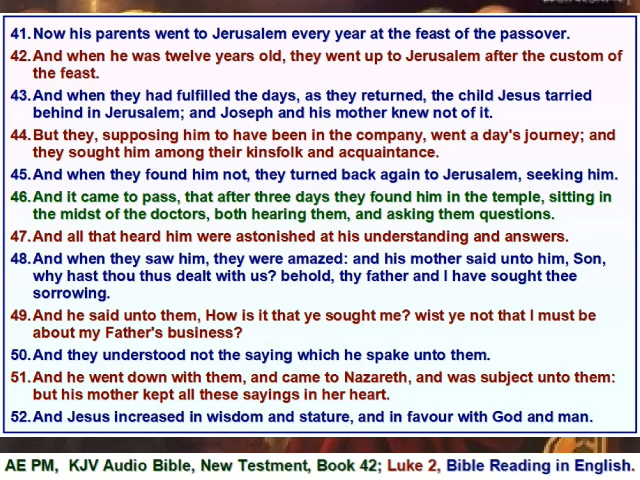 41. Now his parents went to Jerusalem every year at the feast of the passover.
42. And when he was twelve years old, they went up to Jerusalem after the custom of
the feast.
43. And when they had fulfilled the days, as they returned, the child Jesus tarried
behind in Jerusalem; and Joseph and his mother knew not of it.
44. But they, supposing him to have been in the company, went a day's journey; and
they sought him among their kinsfolk and acquaintance.
45. And when they found him not, they turned back again to Jerusalem, seeking him.
46. And it came to pass, that after three days they found him in the temple, sitting in
the midst of the doctors, both hearing them, and asking them questions.
47. And all that heard him were astonished at his understanding and answers.
48. And when they saw him, they were amazed: and his mother said unto him, Son,
why hast thou thus dealt with us? behold, thy father and I have sought thee
sorrowing.
49. And he said unto them, How is it that ye sought me? wist ye not that I must be
about my Father's business?
50. And they understood not the saying which he spake unto them.
51. And he went down with them, and came to Nazareth, and was subject unto them:
but his mother kept all these sayings in her heart.
52. And Jesus increased in wisdom and stature, and in favour with God and man.
AE PM, KJV Audio Bible, New Testment, Book 42; Luke 2, Bible Reading in English.